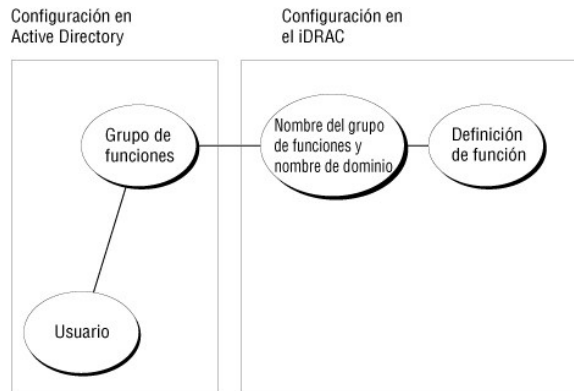 Configuración en
Active Directory
Configuración en
el iDRAC
Grupo de
funciones
Nombre del grupo
de funciones y
nombre de dominio
Definición
de función
Usuario